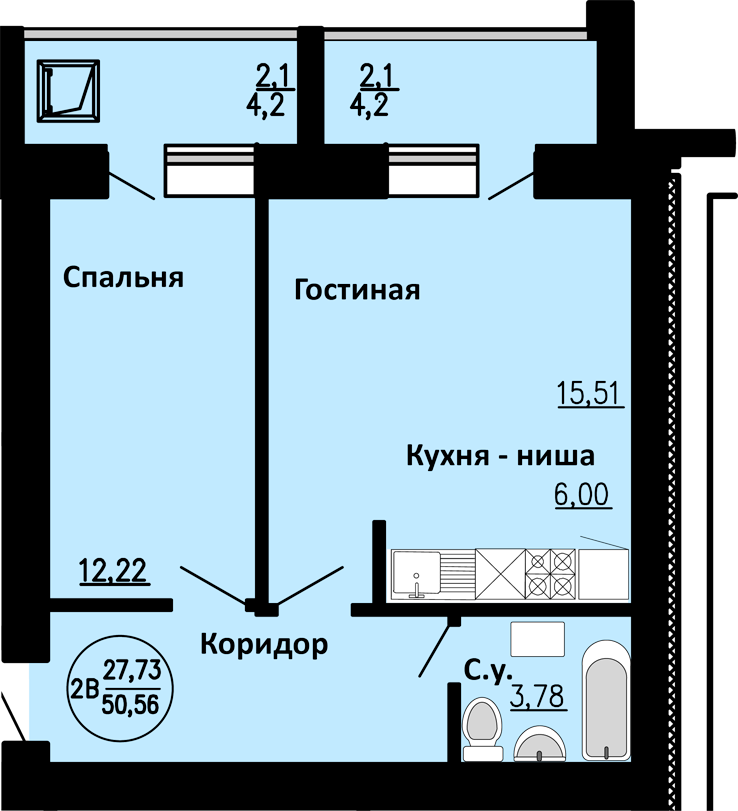 2,1
4,2
2,1
4,2
Спальня
Гостиная
15,51
Кухня - ниша
6,00
12,22
Коридор
2В
27,73
50,56
С.у.
3,78